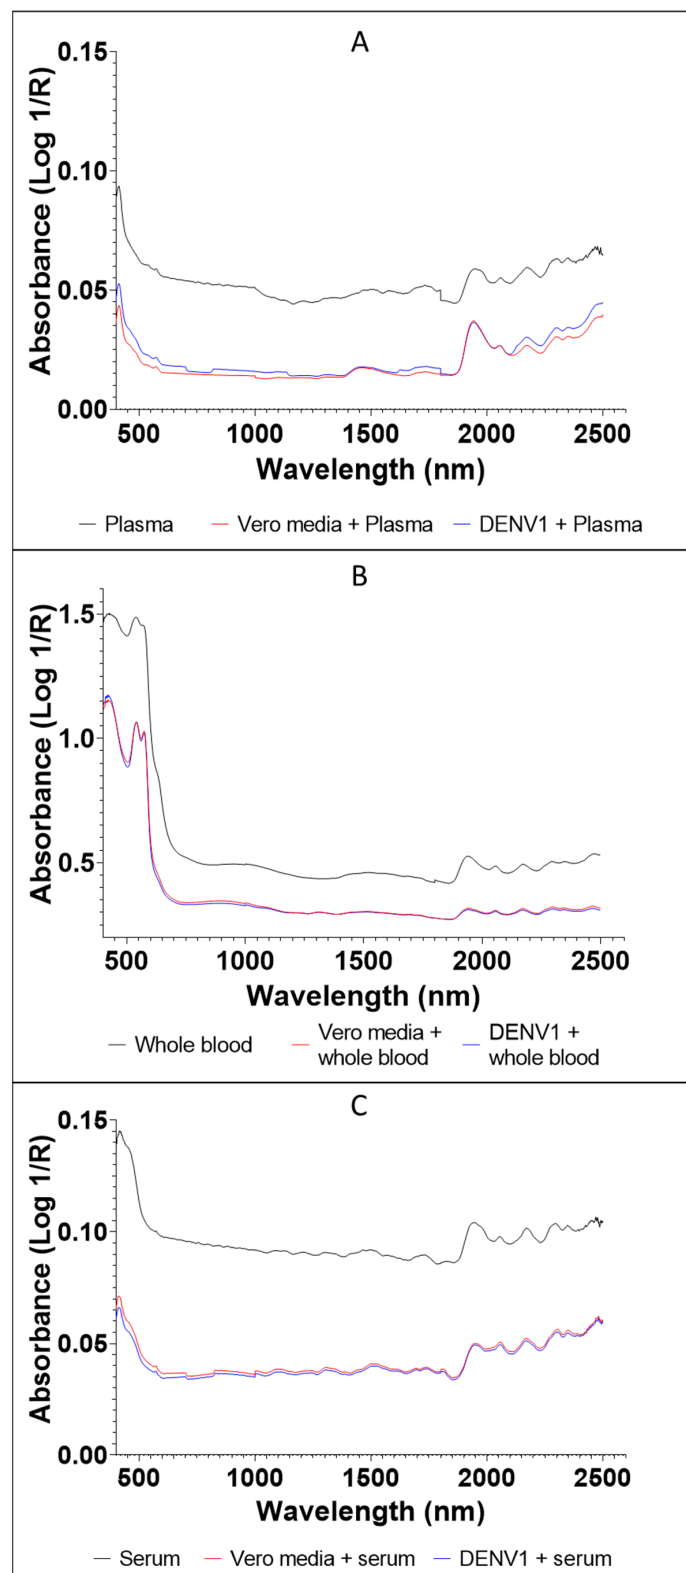 A
0.15
0.10
0.05
0.00
Absorbance (Log 1/R)
500 1000 1500 2000 2500
Wavelength (nm)
Plasma Vero media + Plasma DENV1 + Plasma
B
1.5
1.0
0.5
Absorbance (Log 1/R)
500 1000 1500 2000 2500
Wavelength (nm)
Whole blood Vero media + DENV1 +
whole blood whole blood
C
0.15
0.10
0.05
0.00
Absorbance (Log 1/R)
500 1000 1500 2000 2500
Wavelength (nm)
Serum Vero media + serum DENV1 + serum